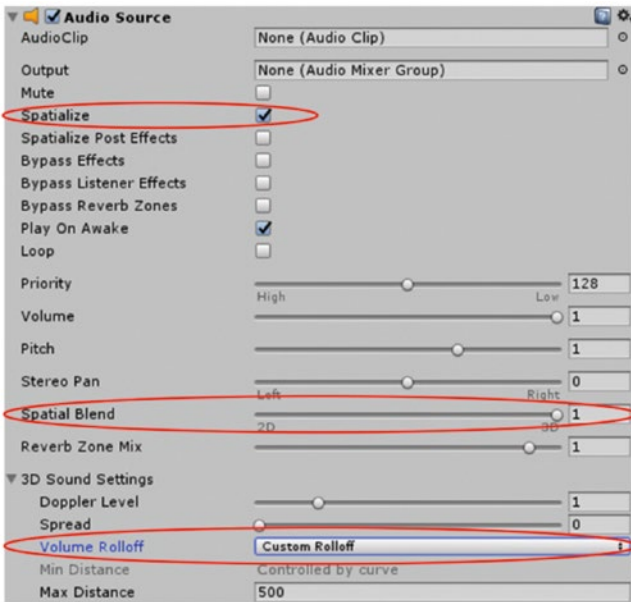 Audio Source
AudioClip None (Audio Clip)
Output None (Audio Mixer Group)
Mute
Spatialize
Spatialize Post Effects
Bypass Effects
Bypass Listener Effects
Bypass Reverb Zones
Play On Awake
Loop
Priority 128
High Low
Volume 1
Pitch 1
Stereo Pan 0
Left Right
Spatial Blend 1
2D 3D
Reverb Zone Mix 1
3D Sound Settings
Doppler Level 1
Spread 0
Volume Rolloff Custom Rolloff
Min Distance Controlled by curve
Max Distance 500